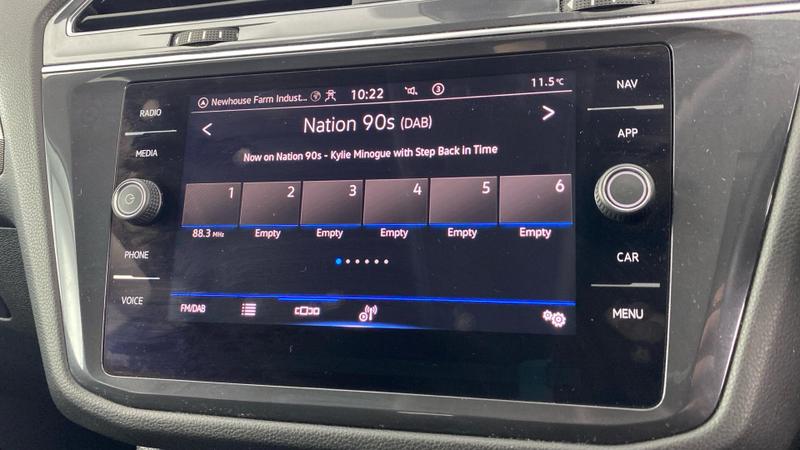 RADIO
MEDIA
PHONE
VOICE
Newhouse Farm Indust... 10:22 3 11.5°C
< Nation 90s (DAB) >
Now on Nation 90s - Kylie Minogue with Step Back in Time
1 2 3 4 5 6
88.3 MHz Empty Empty Empty Empty Empty
FM/DAB
NAV
APP
CAR
MENU